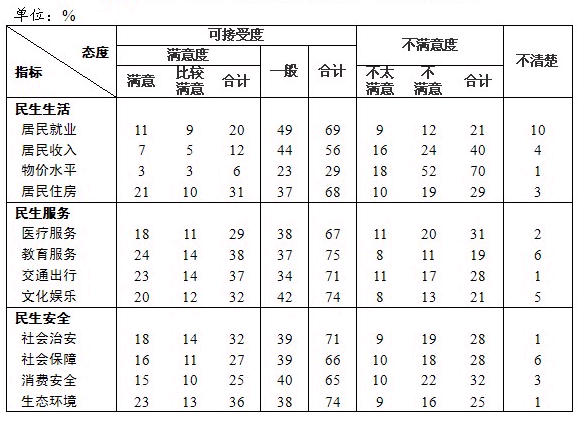 单位：%
态度
指标
可接受度
不满意度
不清楚
满意度
一般
合计
满意 比较满意 合计
不太满意 不满意 合计
民生生活
居民就业 11 9 20 49 69 9 12 21 10
居民收入 7 5 12 44 56 16 24 40 4
物价水平 3 3 6 23 29 18 52 70 1
居民住房 21 10 31 37 68 10 19 29 3
民生服务
医疗服务 18 11 29 38 67 11 20 31 2
教育服务 24 14 38 37 75 8 11 19 6
交通出行 23 14 37 34 71 11 17 28 1
文化娱乐 20 12 32 42 74 8 13 21 5
民生安全
社会治安 18 14 32 39 71 9 19 28 1
社会保障 16 11 27 39 66 10 18 28 6
消费安全 15 10 25 40 65 10 22 32 3
生态环境 23 13 36 38 74 9 16 25 1